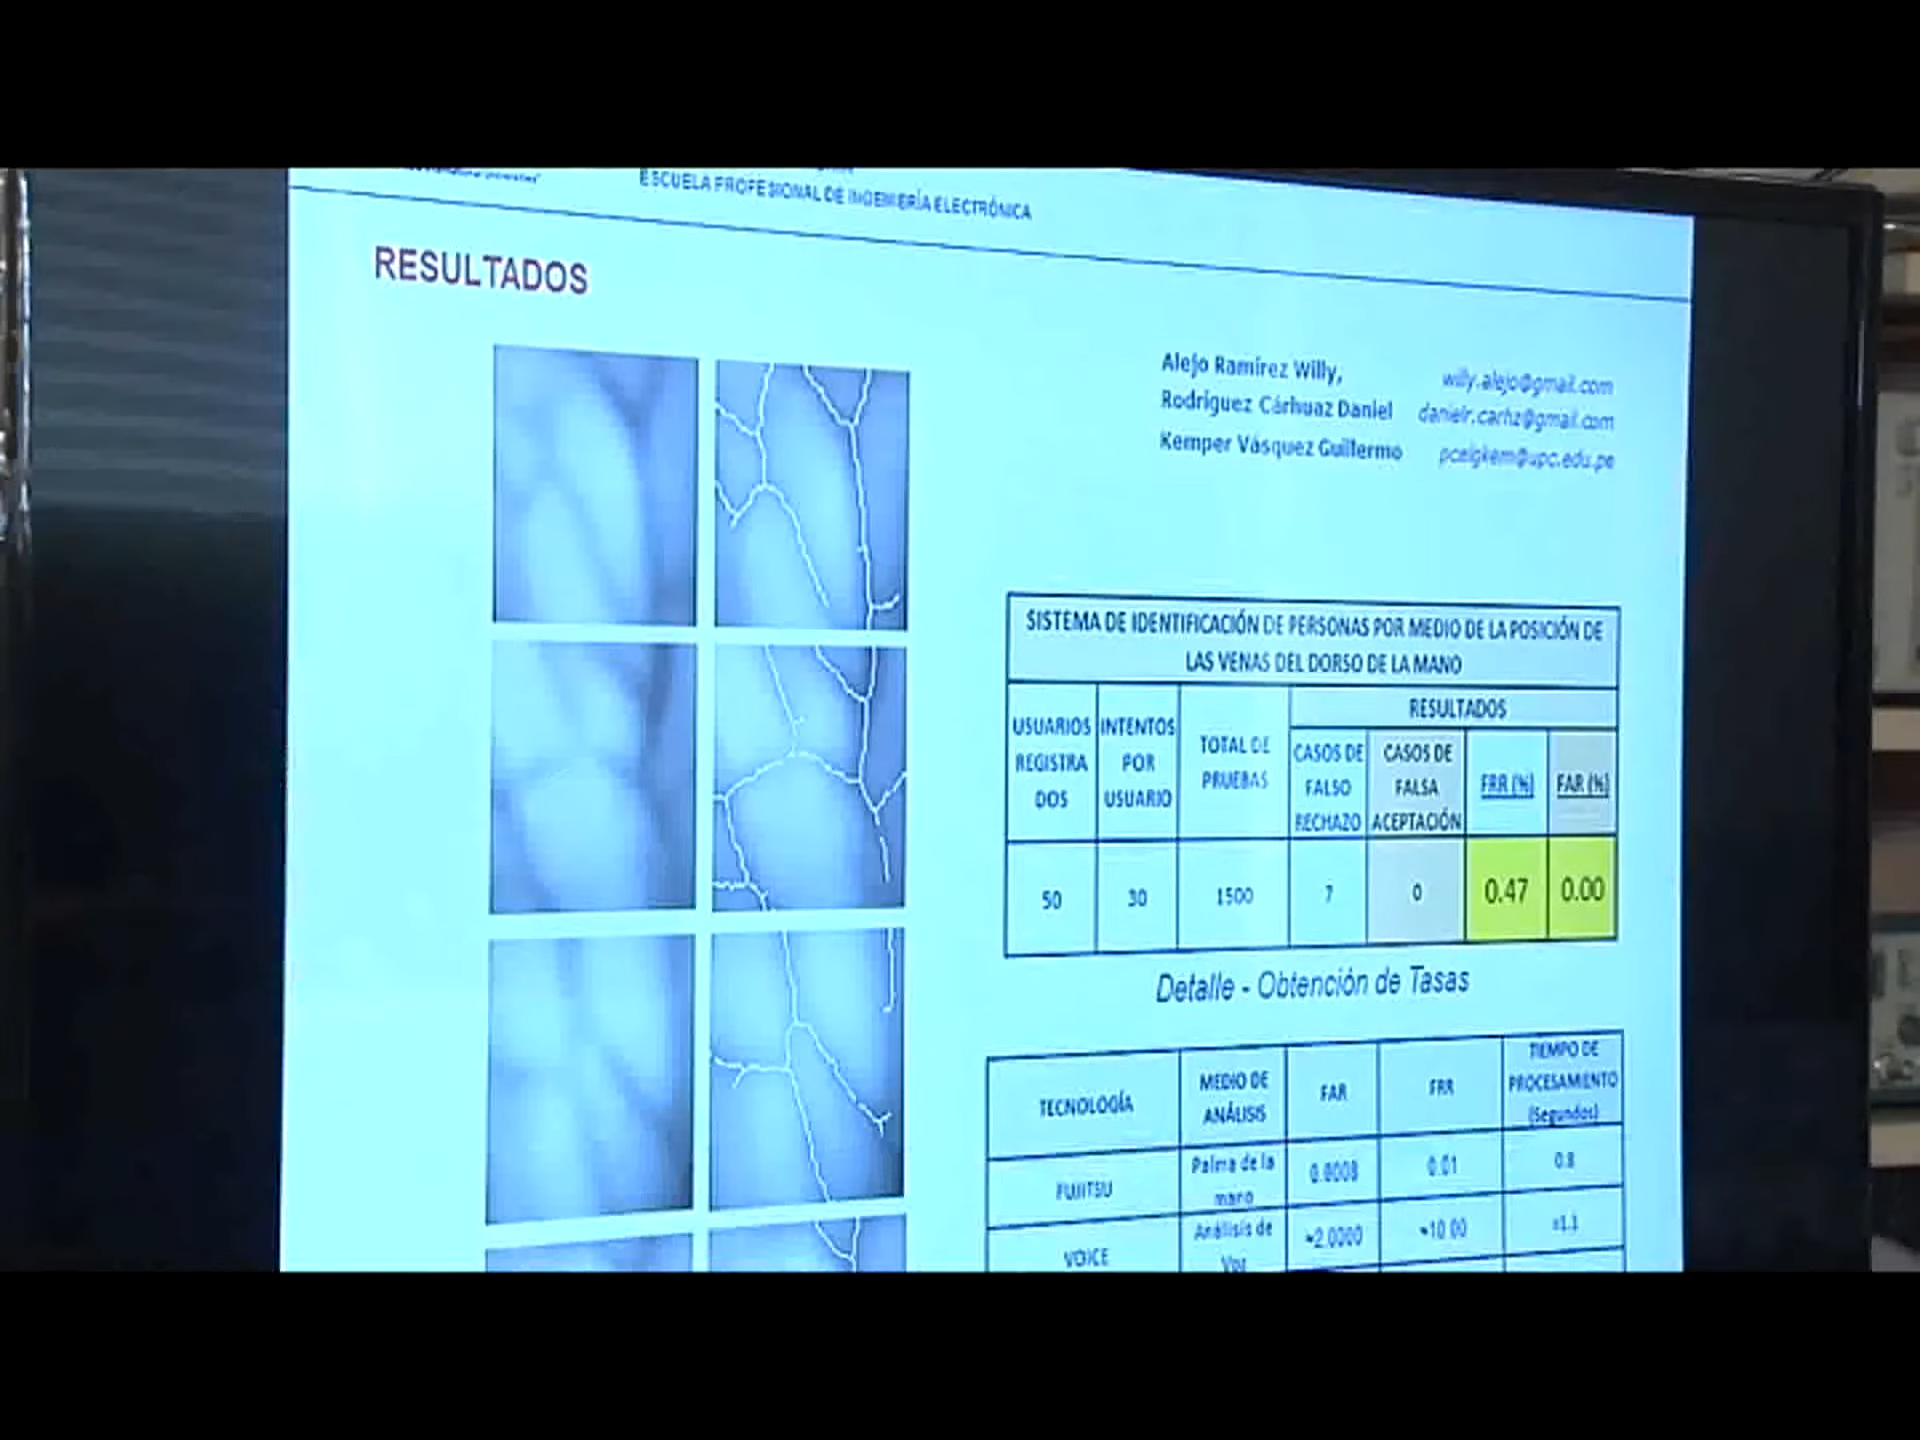 ESCUELA PROFESIONAL DE INGENIERÍA ELECTRÓNICA
RESULTADOS
Alejo Ramírez Willy, willy.alejo@gmail.com
Rodríguez Cárhuaz Daniel danielr.carhz@gmail.com
Kemper Vásquez Guillermo pcelgkem@upc.edu.pe
SISTEMA DE IDENTIFICACIÓN DE PERSONAS POR MEDIO DE LA POSICIÓN DE
LAS VENAS DEL DORSO DE LA MANO
USUARIOS
REGISTRA
DOS
INTENTOS
POR
USUARIO
TOTAL DE
PRUEBAS
RESULTADOS
CASOS DE
FALSO
RECHAZO
CASOS DE
FALSA
ACEPTACIÓN
FRR (%)
FAR (%)
50 30 1500 7 0 0.47 0.00
Detalle - Obtención de Tasas
TECNOLOGÍA
MEDIO DE
ANÁLISIS
FAR
FRR
TIEMPO DE
PROCESAMIENTO
(Segundos)
FUJITSU
Palma de la
mano
0.01
0.8
VOICE
Análisis de
Voz